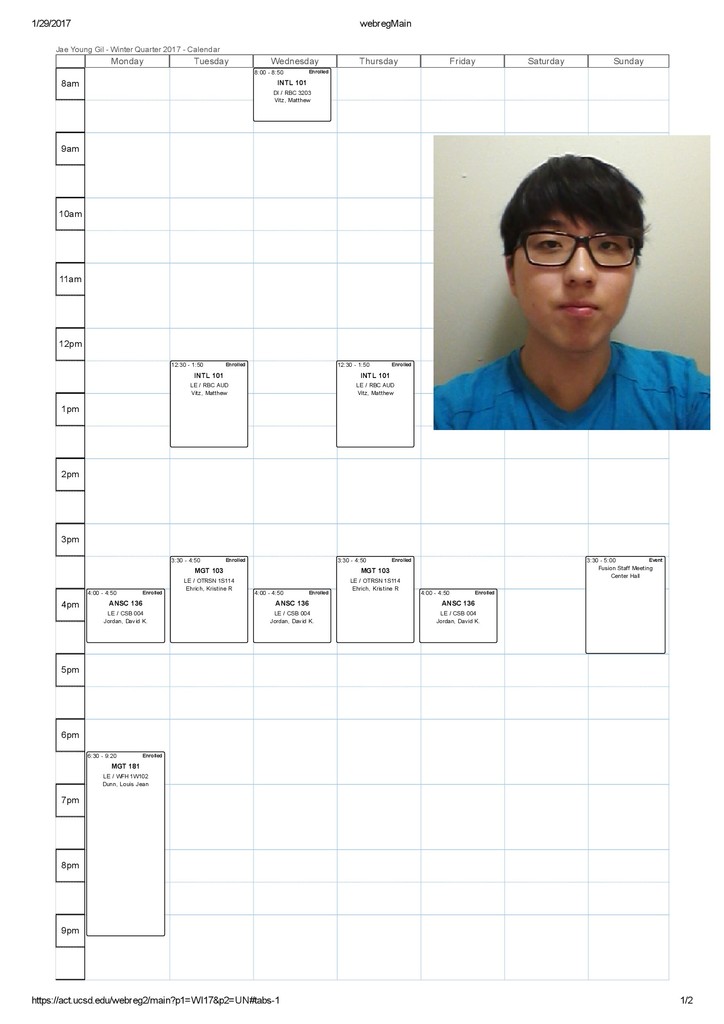 1/29/2017 webregMain
Jae Young Gil - Winter Quarter 2017 - Calendar
Monday Tuesday Wednesday Thursday Friday Saturday Sunday
8am
8:00 - 8:50 Enrolled
INTL 101
DI / RBC 3203
Vitz, Matthew
9am
10am
11am
12pm
12:30 - 1:50 Enrolled
INTL 101
LE / RBC AUD
Vitz, Matthew
12:30 - 1:50 Enrolled
INTL 101
LE / RBC AUD
Vitz, Matthew
1pm
2pm
3pm
3:30 - 4:50 Enrolled
MGT 103
LE / OTRSN 1S114
Ehrich, Kristine R
3:30 - 4:50 Enrolled
MGT 103
LE / OTRSN 1S114
Ehrich, Kristine R
3:30 - 5:00 Event
Fusion Staff Meeting
Center Hall
4pm
4:00 - 4:50 Enrolled
ANSC 136
LE / CSB 004
Jordan, David K.
4:00 - 4:50 Enrolled
ANSC 136
LE / CSB 004
Jordan, David K.
4:00 - 4:50 Enrolled
ANSC 136
LE / CSB 004
Jordan, David K.
5pm
6pm
6:30 - 9:20 Enrolled
MGT 181
LE / WFH 1W102
Dunn, Louis Jean
7pm
8pm
9pm
https://act.ucsd.edu/webreg2/main?p1=WI17&p2=UN#tabs-1 1/2